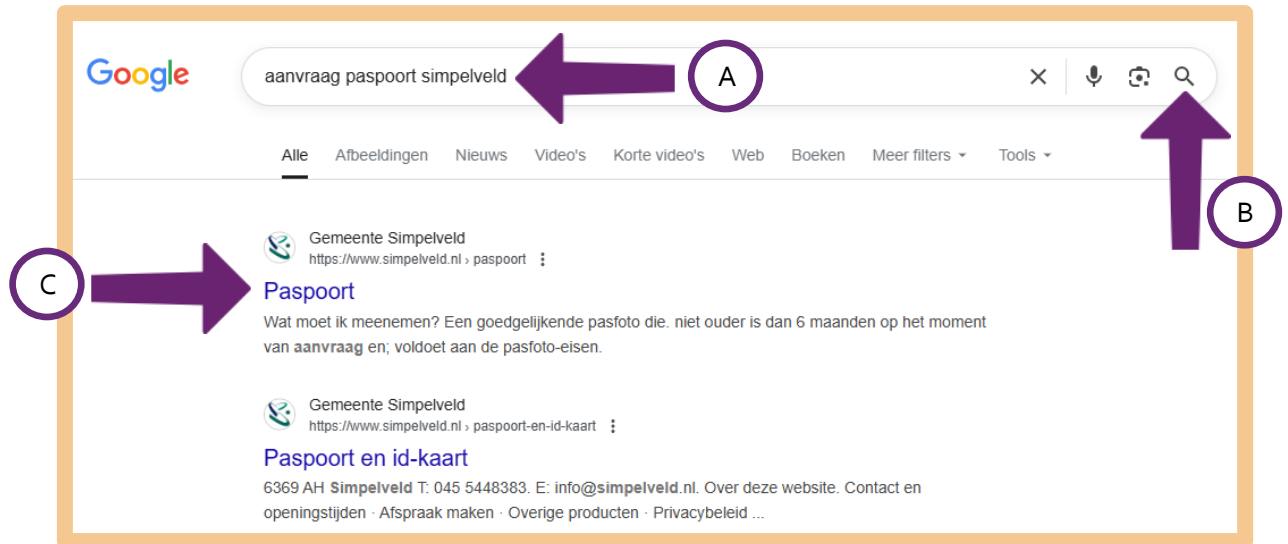 Google
aanvraag paspoort simpelveld
A
Alle Afbeeldingen Nieuws Video's Korte video's Web Boeken Meer filters Tools
B
Gemeente Simpelveld
https://www.simpelveld.nl › paspoort
C
Paspoort
Wat moet ik meenemen? Een goedgelijkende pasfoto die. niet ouder is dan 6 maanden op het moment
van aanvraag en; voldoet aan de pasfoto-eisen.
Gemeente Simpelveld
https://www.simpelveld.nl › paspoort-en-id-kaart
Paspoort en id-kaart
6369 AH Simpelveld T: 045 5448383. E: info@simpelveld.nl. Over deze website. Contact en
openingstijden · Afspraak maken · Overige producten · Privacybeleid ...